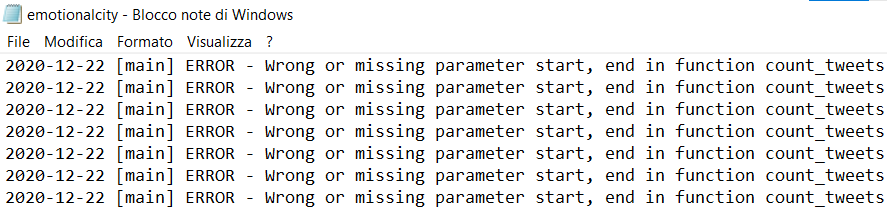 emotionalcity - Blocco note di Windows
File Modifica Formato Visualizza ?
2020-12-22 [main] ERROR - Wrong or missing parameter start, end in function count_tweets
2020-12-22 [main] ERROR - Wrong or missing parameter start, end in function count_tweets
2020-12-22 [main] ERROR - Wrong or missing parameter start, end in function count_tweets
2020-12-22 [main] ERROR - Wrong or missing parameter start, end in function count_tweets
2020-12-22 [main] ERROR - Wrong or missing parameter start, end in function count_tweets
2020-12-22 [main] ERROR - Wrong or missing parameter start, end in function count_tweets
2020-12-22 [main] ERROR - Wrong or missing parameter start, end in function count_tweets